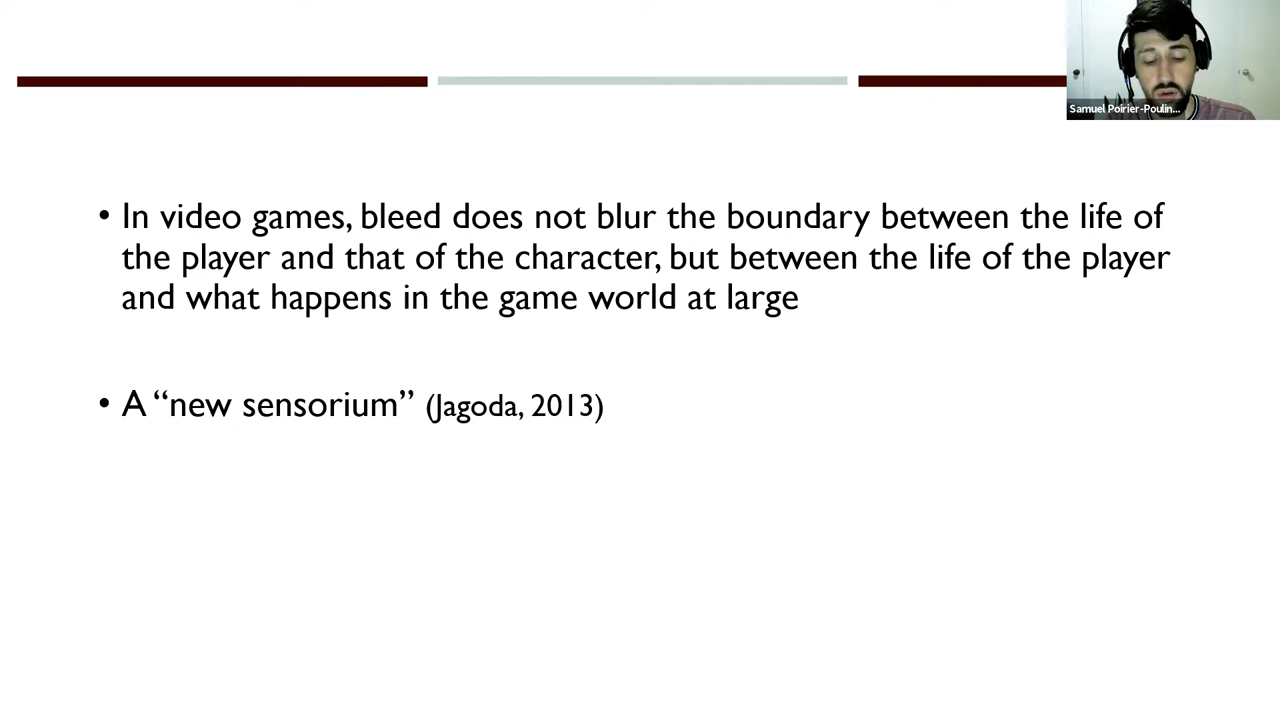 Samuel Poirier-Poulin...
• In video games, bleed does not blur the boundary between the life of
the player and that of the character, but between the life of the player
and what happens in the game world at large
• A “new sensorium” (Jagoda, 2013)